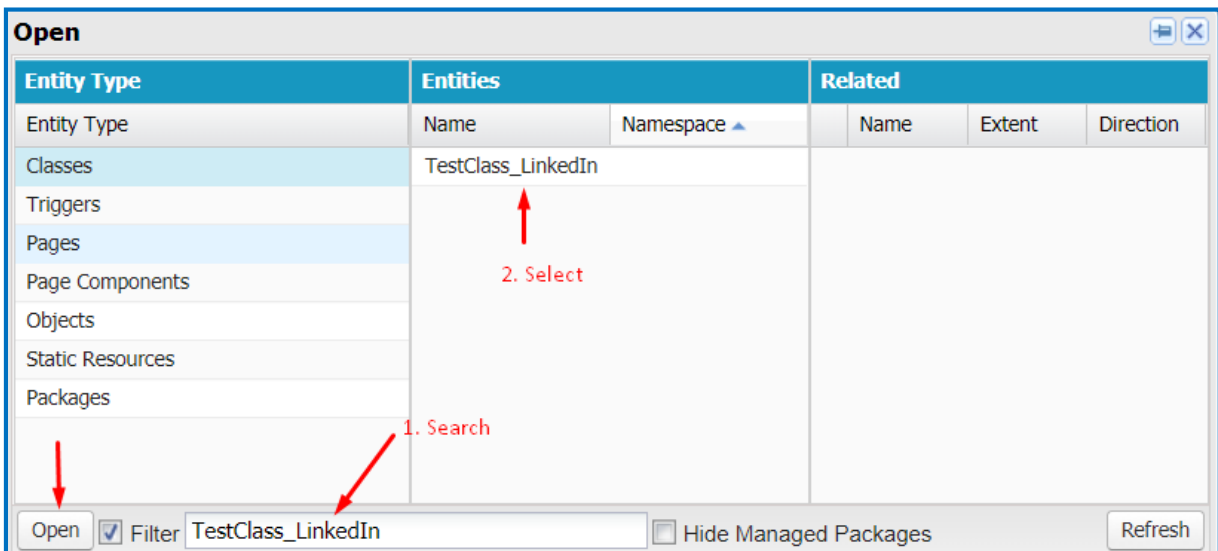 Open
Entity Type Entities Related
Entity Type Name Namespace Name Extent Direction
Classes TestClass_LinkedIn
Triggers
Pages
2. Select
Page Components
Objects
Static Resources
Packages
1. Search
Open Filter TestClass_LinkedIn Hide Managed Packages Refresh